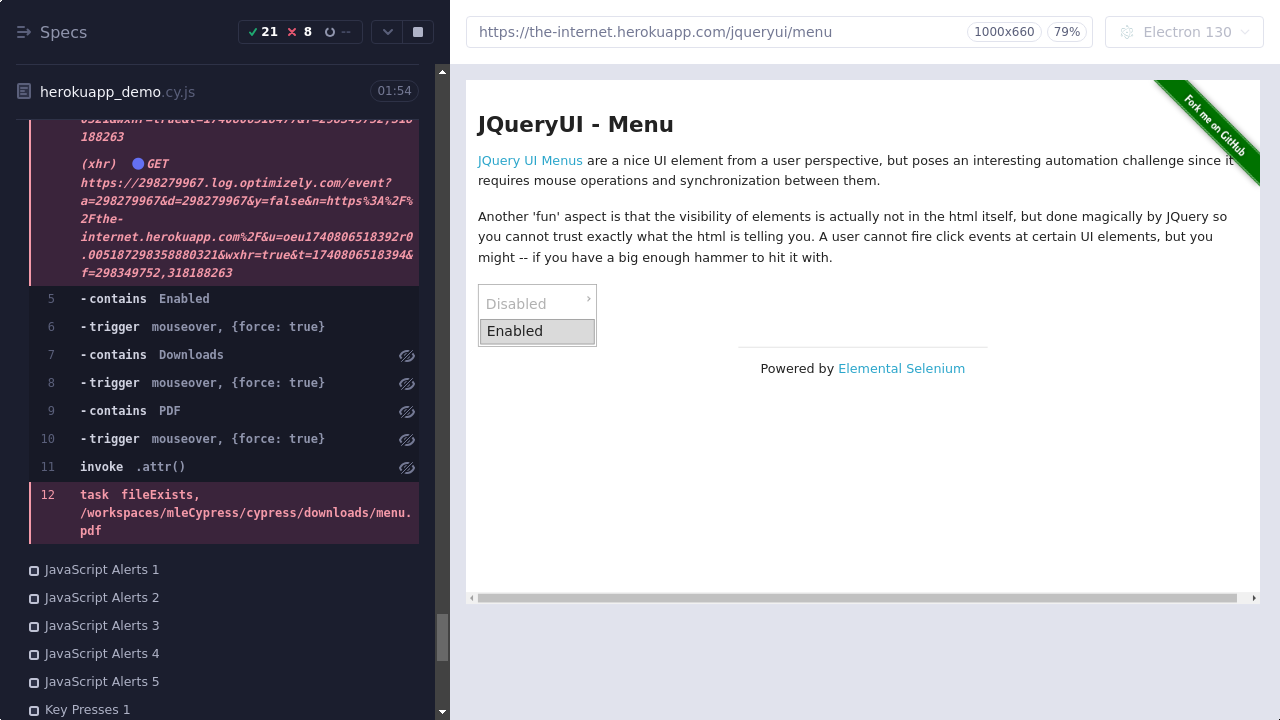 Specs
21
8
--
https://the-internet.herokuapp.com/jqueryui/menu
1000x660
79%
Electron 130
herokuapp_demo.cy.js
01:54
188263
(xhr) GET
https://298279967.log.optimizely.com/event?
a=298279967&d=298279967&y=false&n=https%3A%2F%
2Fthe-
internet.herokuapp.com%2F&u=oeu1740806518392r0
.005187298358880321&wxhr=true&t=1740806518394&
f=298349752,318188263
5 -contains Enabled
6 -trigger mouseover, {force: true}
7 -contains Downloads
8 -trigger mouseover, {force: true}
9 -contains PDF
10 -trigger mouseover, {force: true}
11 invoke .attr()
12 task fileExists,
/workspaces/mleCypress/cypress/downloads/menu.
pdf
JavaScript Alerts 1
JavaScript Alerts 2
JavaScript Alerts 3
JavaScript Alerts 4
JavaScript Alerts 5
Key Presses 1
Fork me on GitHub
JQueryUI - Menu
JQuery UI Menus are a nice UI element from a user perspective, but poses an interesting automation challenge since it
requires mouse operations and synchronization between them.
Another 'fun' aspect is that the visibility of elements is actually not in the html itself, but done magically by JQuery so
you cannot trust exactly what the html is telling you. A user cannot fire click events at certain UI elements, but you
might -- if you have a big enough hammer to hit it with.
Disabled
Enabled
Powered by Elemental Selenium